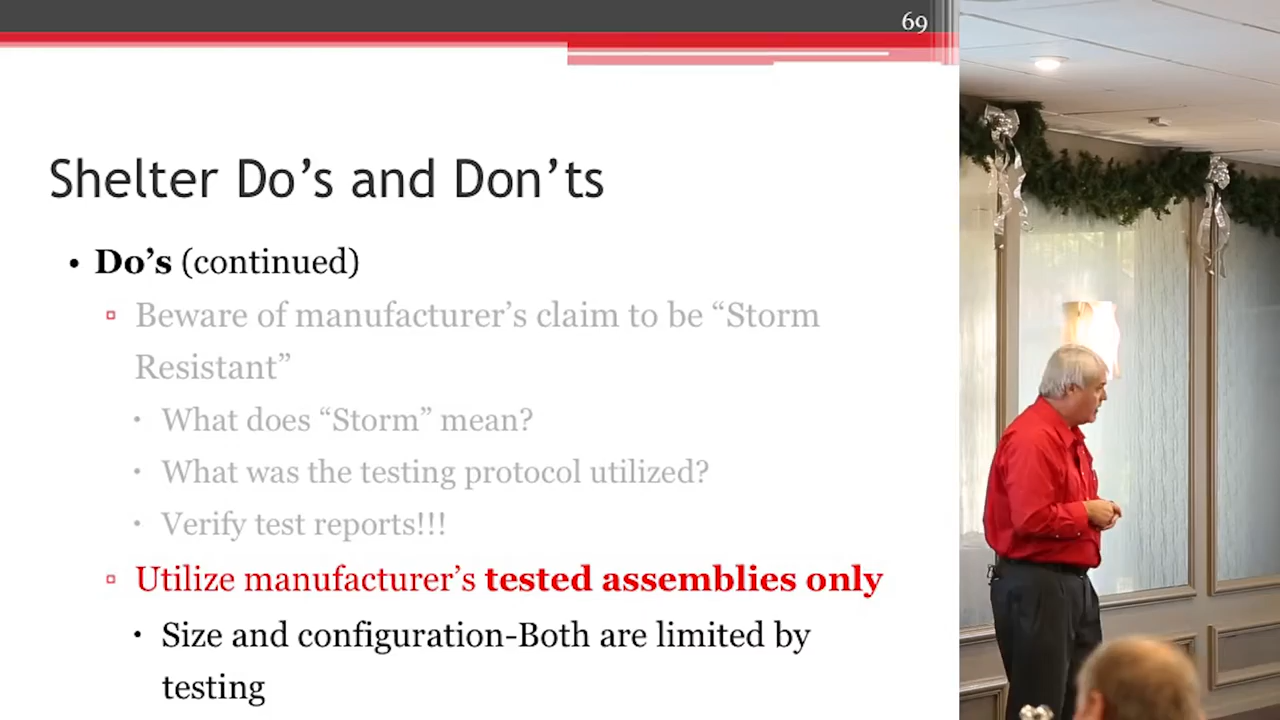 69
Shelter Do’s and Don’ts
• Do’s (continued)
▫ Beware of manufacturer’s claim to be “Storm
Resistant”
• What does “Storm” mean?
• What was the testing protocol utilized?
• Verify test reports!!!
▫ Utilize manufacturer’s tested assemblies only
• Size and configuration-Both are limited by
testing